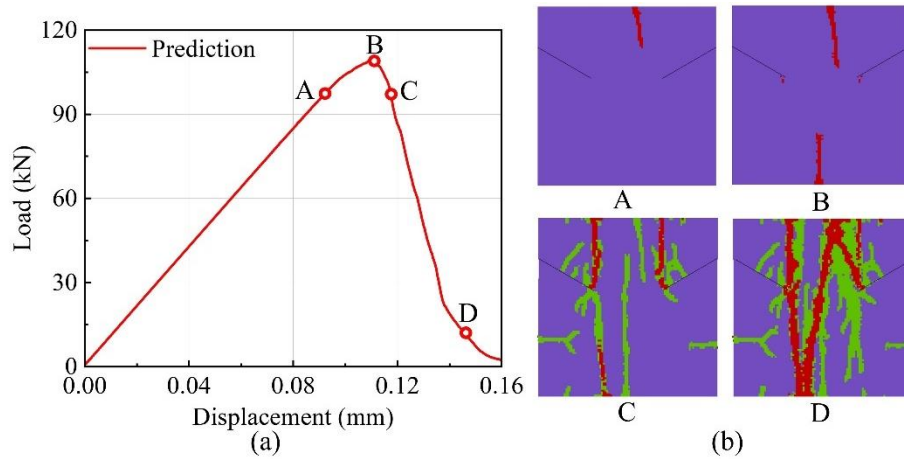 120
90
60
30
0
Load (kN)
Prediction
A
B
C
D
0.00 0.04 0.08 0.12 0.16
Displacement (mm)
(a)
A B
C D
(b)